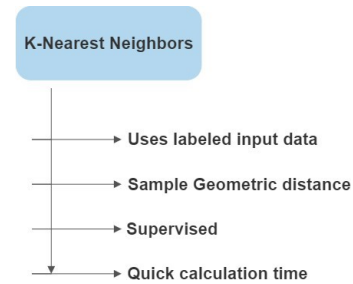 K-Nearest Neighbors
Uses labeled input data
Sample Geometric distance
Supervised
Quick calculation time